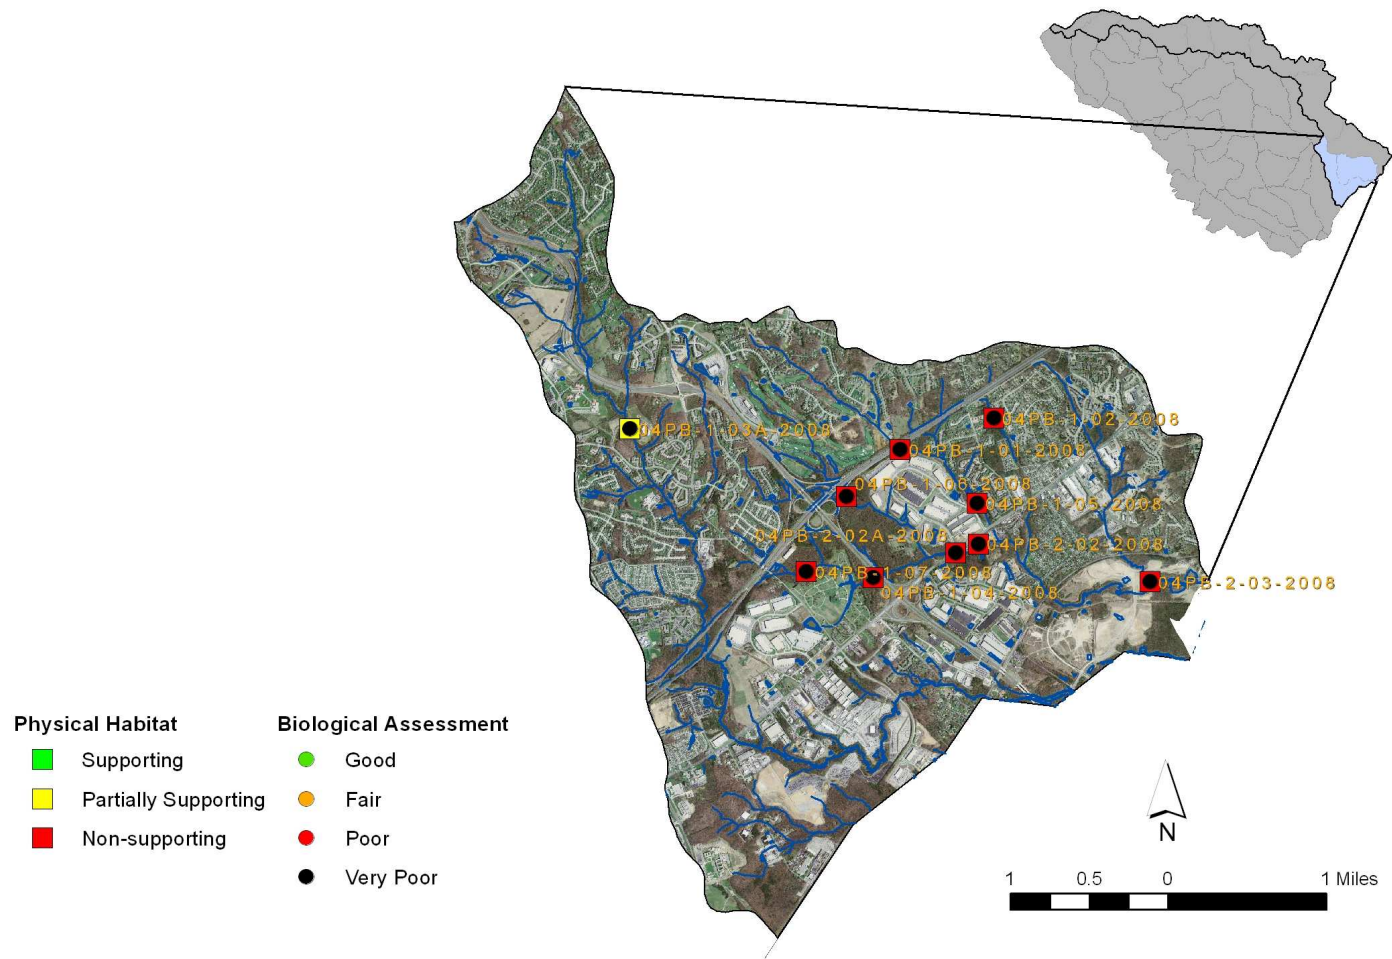 04PB-1-02-2008
04PB-1-03A-2008
04PB-1-01-2008
04PB-1-06-2008
04PB-1-05-2008
04PB-2-02A-2008
04PB-2-02-2008
04PB-1-07-2008
04PB-2-03-2008
04PB-1-04-2008
Physical Habitat
Supporting
Partially Supporting
Non-supporting
Biological Assessment
Good
Fair
Poor
Very Poor
N
1 0.5 0 1 Miles